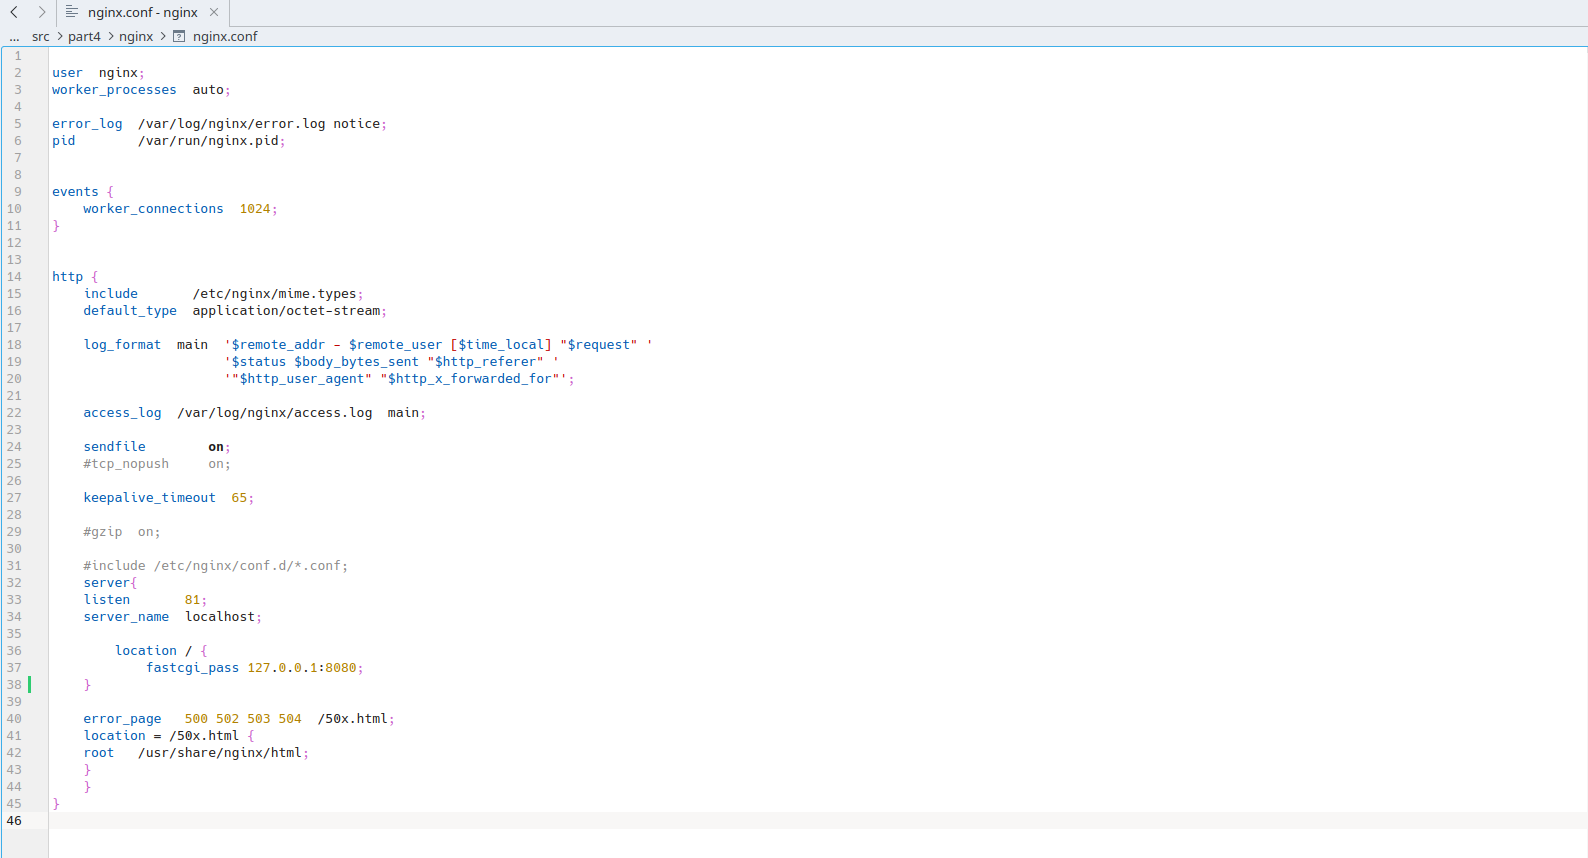 nginx.conf - nginx
... src > part4 > nginx > nginx.conf
1
2 user  nginx;
3 worker_processes  auto;
4
5 error_log  /var/log/nginx/error.log notice;
6 pid        /var/run/nginx.pid;
7
8
9 events {
10     worker_connections  1024;
11 }
12
13
14 http {
15     include       /etc/nginx/mime.types;
16     default_type  application/octet-stream;
17
18     log_format  main  '$remote_addr - $remote_user [$time_local] "$request" '
19                       '$status $body_bytes_sent "$http_referer" '
20                       '"$http_user_agent" "$http_x_forwarded_for"';
21
22     access_log  /var/log/nginx/access.log  main;
23
24     sendfile        on;
25     #tcp_nopush     on;
26
27     keepalive_timeout  65;
28
29     #gzip  on;
30
31     #include /etc/nginx/conf.d/*.conf;
32     server{
33     listen       81;
34     server_name  localhost;
35
36         location / {
37             fastcgi_pass 127.0.0.1:8080;
38     }
39
40     error_page   500 502 503 504  /50x.html;
41     location = /50x.html {
42     root   /usr/share/nginx/html;
43     }
44     }
45 }
46